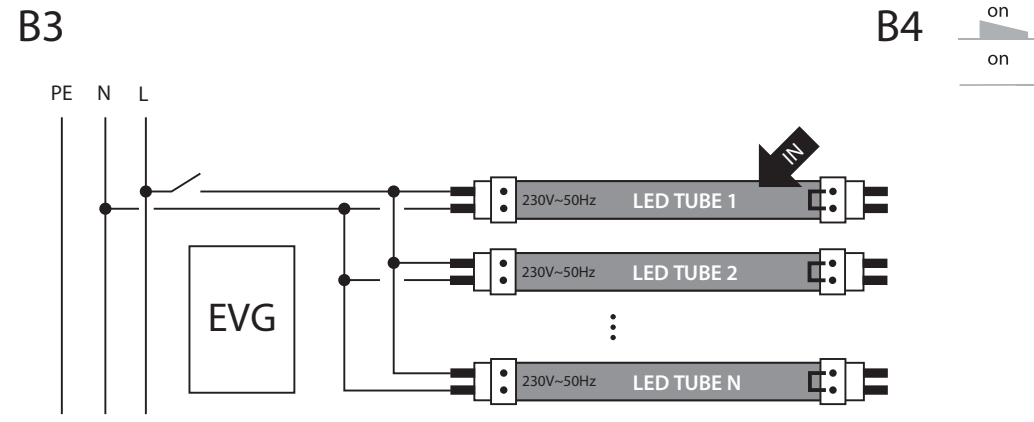 B3
B4
on
on
PE N L
IN
230V~50Hz LED TUBE 1
230V~50Hz LED TUBE 2
EVG
230V~50Hz LED TUBE N